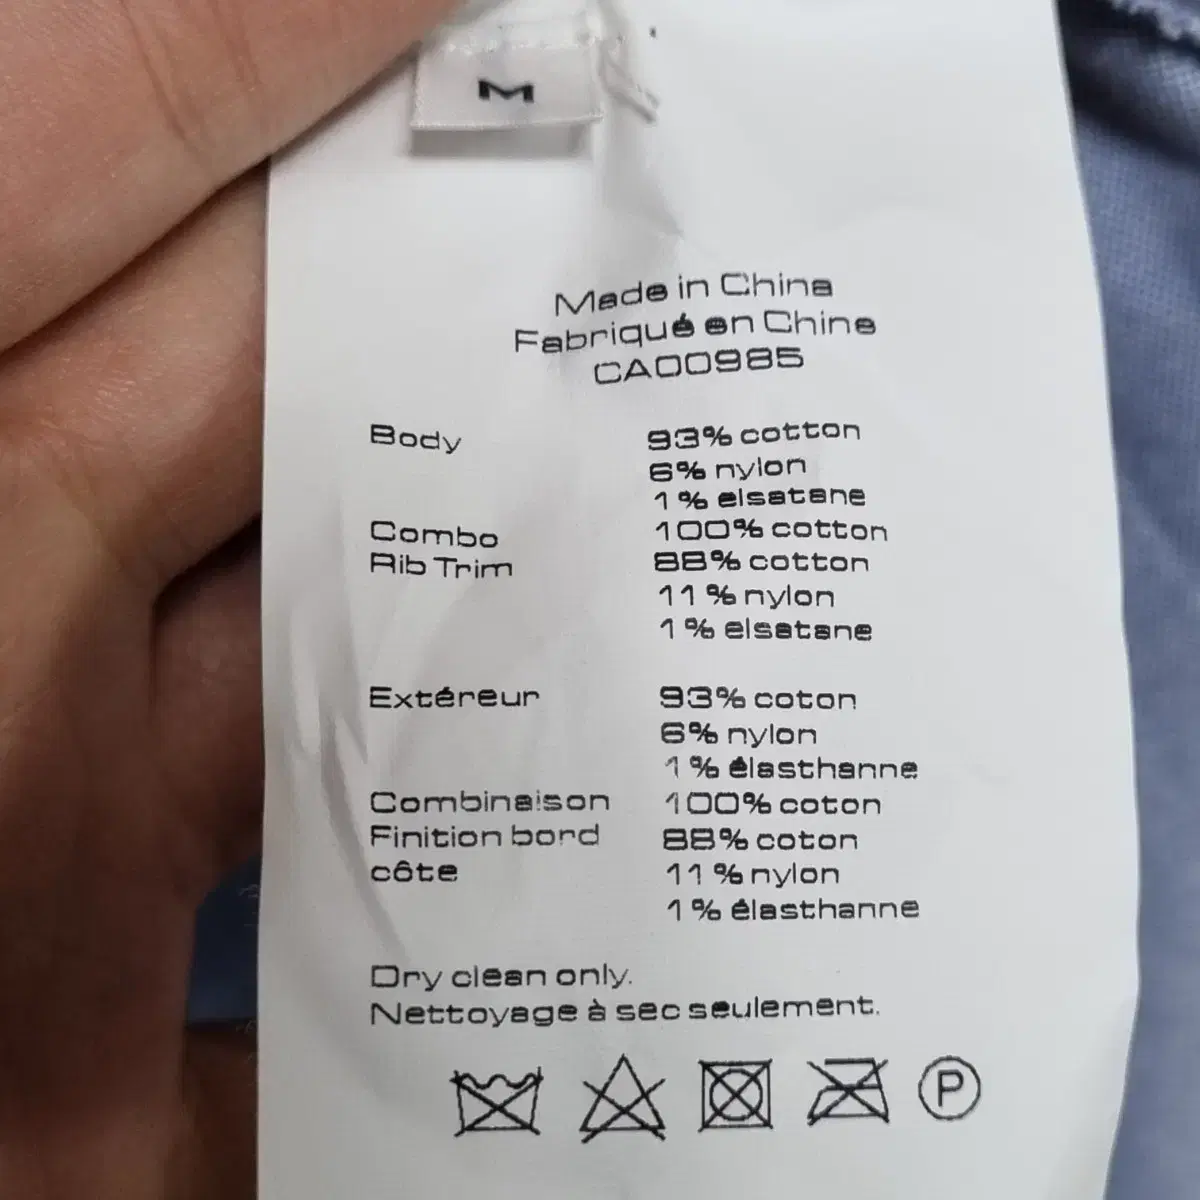 M
Made in China
Fabriqué en Chine
CA00985
Body 93% cotton
6% nylon
1% elsatane
Combo 100% cotton
Rib Trim 88% cotton
11% nylon
1% elsatane
Extéreur 93% coton
6% nylon
1% élasthanne
Combinaison 100% coton
Finition bord 88% coton
côte 11% nylon
1% élasthanne
Dry clean only.
Nettoyage à sec seulement.
P